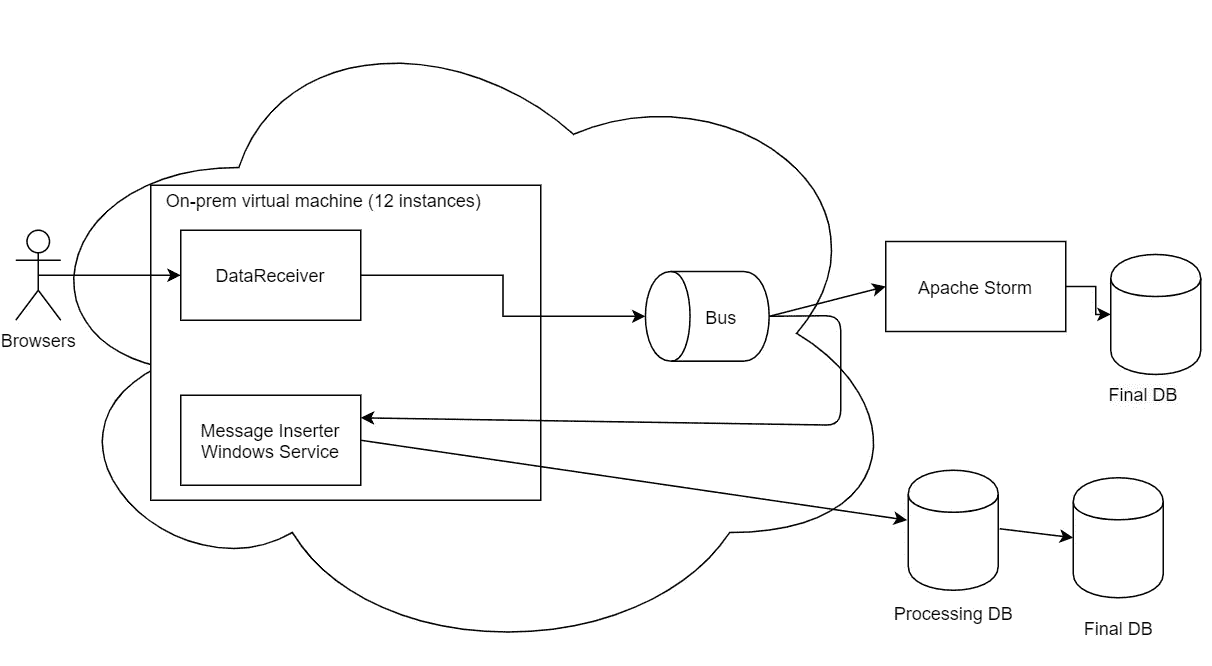 On-prem virtual machine (12 instances)
DataReceiver
Browsers
Bus
Apache Storm
Final DB
Message Inserter
Windows Service
Processing DB
Final DB